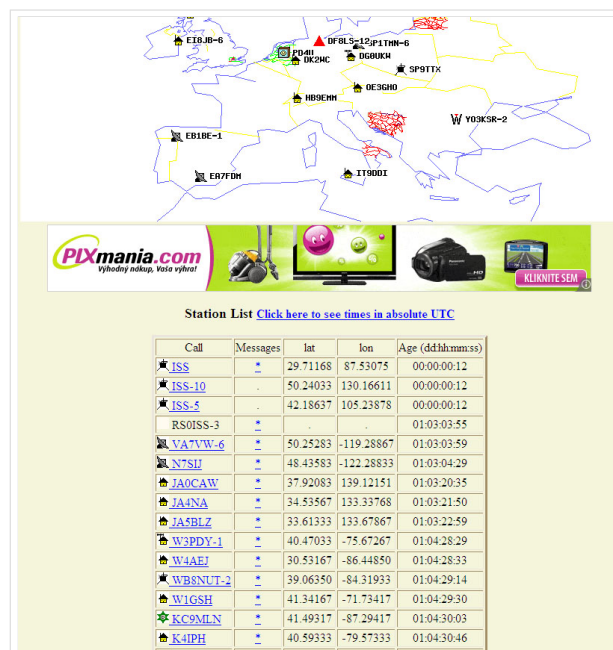 EI8JB-6
DF8LS-12
SP1TMN-6
PD4U
DK2WC
DG0UKW
SP9TTX
OE3GHO
HB9EMM
YO3KSR-2
EB1BE-1
EA7FDM
IT9DDI
PIXmania.com
Výhodný nákup, Vaša výhra!
KLIKNITE SEM
Station List Click here to see times in absolute UTC
Call Messages lat lon Age (dd:hh:mm:ss)
ISS * 29.71168 87.53075 00:00:00:12
ISS-10 . 50.24033 130.16611 00:00:00:12
ISS-5 . 42.18637 105.23878 00:00:00:12
RS0ISS-3 * . . 01:03:03:55
VA7VW-6 * 50.25283 -119.28867 01:03:03:59
N7SIJ * 48.43583 -122.28833 01:03:04:29
JA0CAW * 37.92083 139.12151 01:03:20:35
JA4NA * 34.53567 133.33768 01:03:21:50
JA5BLZ * 33.61333 133.67867 01:03:22:59
W3PDY-1 * 40.47033 -75.67267 01:04:28:29
W4AEJ * 30.53167 -86.44850 01:04:28:33
WB8NUT-2 * 39.06350 -84.31933 01:04:29:14
W1GSH * 41.34167 -71.73417 01:04:29:30
KC9MLN * 41.49317 -87.29417 01:04:30:03
K4IPH * 40.59333 -79.57333 01:04:30:46